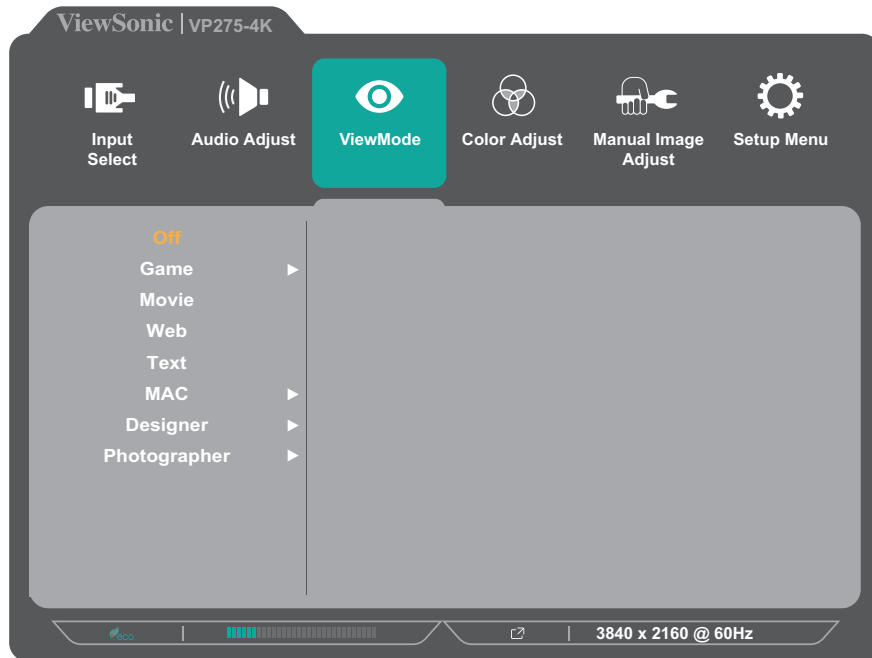 ViewSonic | VP275-4K
Input Select
Audio Adjust
ViewMode
Color Adjust
Manual Image Adjust
Setup Menu
Off
Game
Movie
Web
Text
MAC
Designer
Photographer
eco
3840 x 2160 @ 60Hz